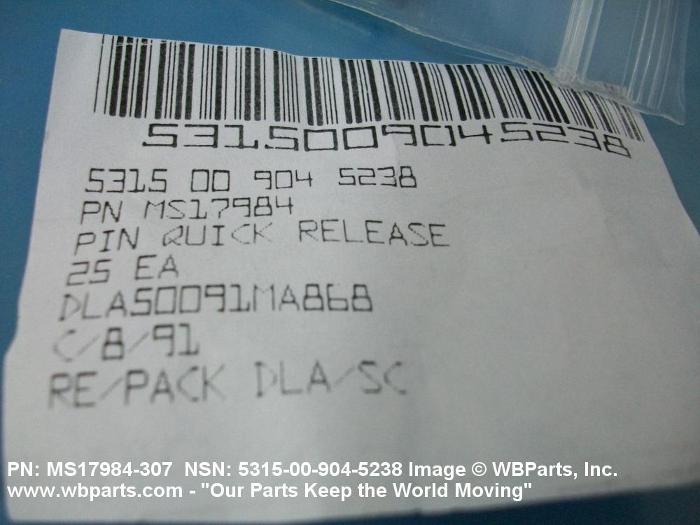 5315009045238
5315 00 904 5238
PN MS17984
PIN QUICK RELEASE
25 EA
DLA50091MA868
C/8/91
RE/PACK DLA/SC
PN: MS17984-307 NSN: 5315-00-904-5238 Image © WBParts, Inc.
www.wbparts.com - "Our Parts Keep the World Moving"